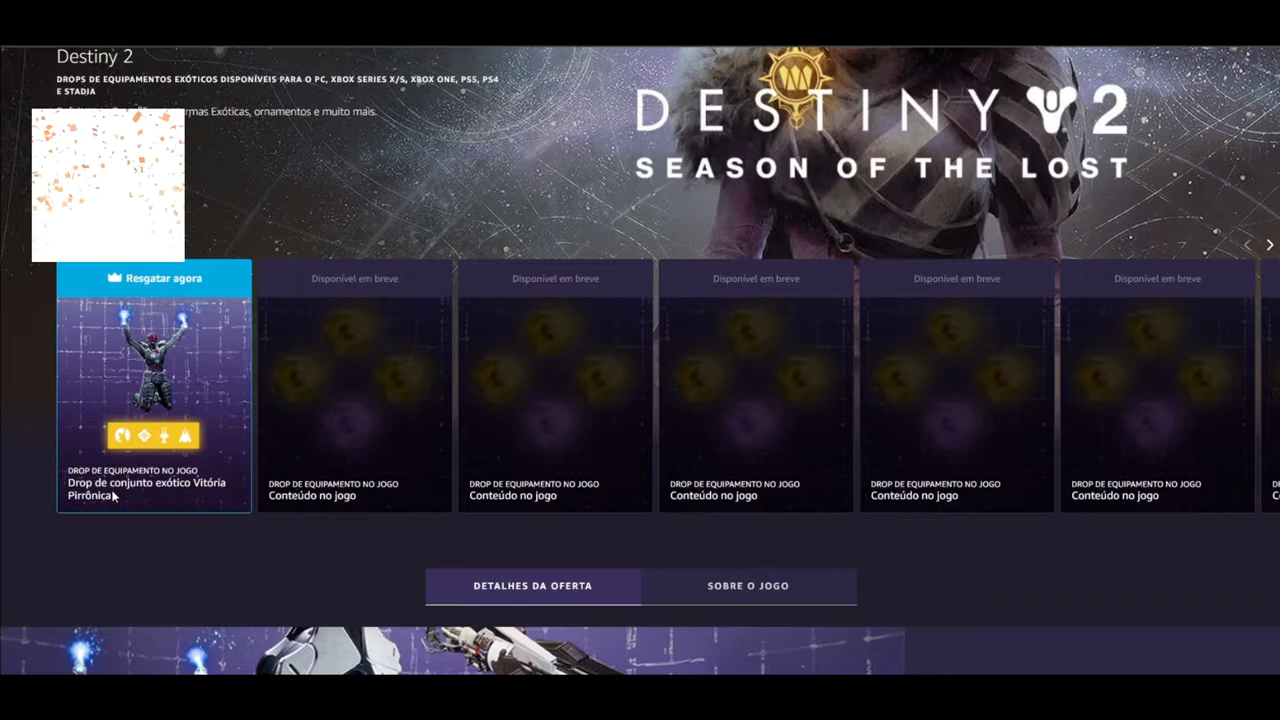 Destiny 2
DROPS DE EQUIPAMENTOS EXÓTICOS DISPONÍVEIS PARA O PC, XBOX SERIES X/S, XBOX ONE, PS5, PS4
E STADIA
rmas Exóticas, ornamentos e muito mais.
DESTINY 2
SEASON OF THE LOST
Resgatar agora
Disponível em breve
Disponível em breve
Disponível em breve
Disponível em breve
Disponível em breve
DROP DE EQUIPAMENTO NO JOGO
Drop de conjunto exótico Vitória
Pirrônica
DROP DE EQUIPAMENTO NO JOGO
Conteúdo no jogo
DROP DE EQUIPAMENTO NO JOGO
Conteúdo no jogo
DROP DE EQUIPAMENTO NO JOGO
Conteúdo no jogo
DROP DE EQUIPAMENTO NO JOGO
Conteúdo no jogo
DROP DE EQUIPAMENTO NO JOGO
Conteúdo no jogo
DETALHES DA OFERTA
SOBRE O JOGO